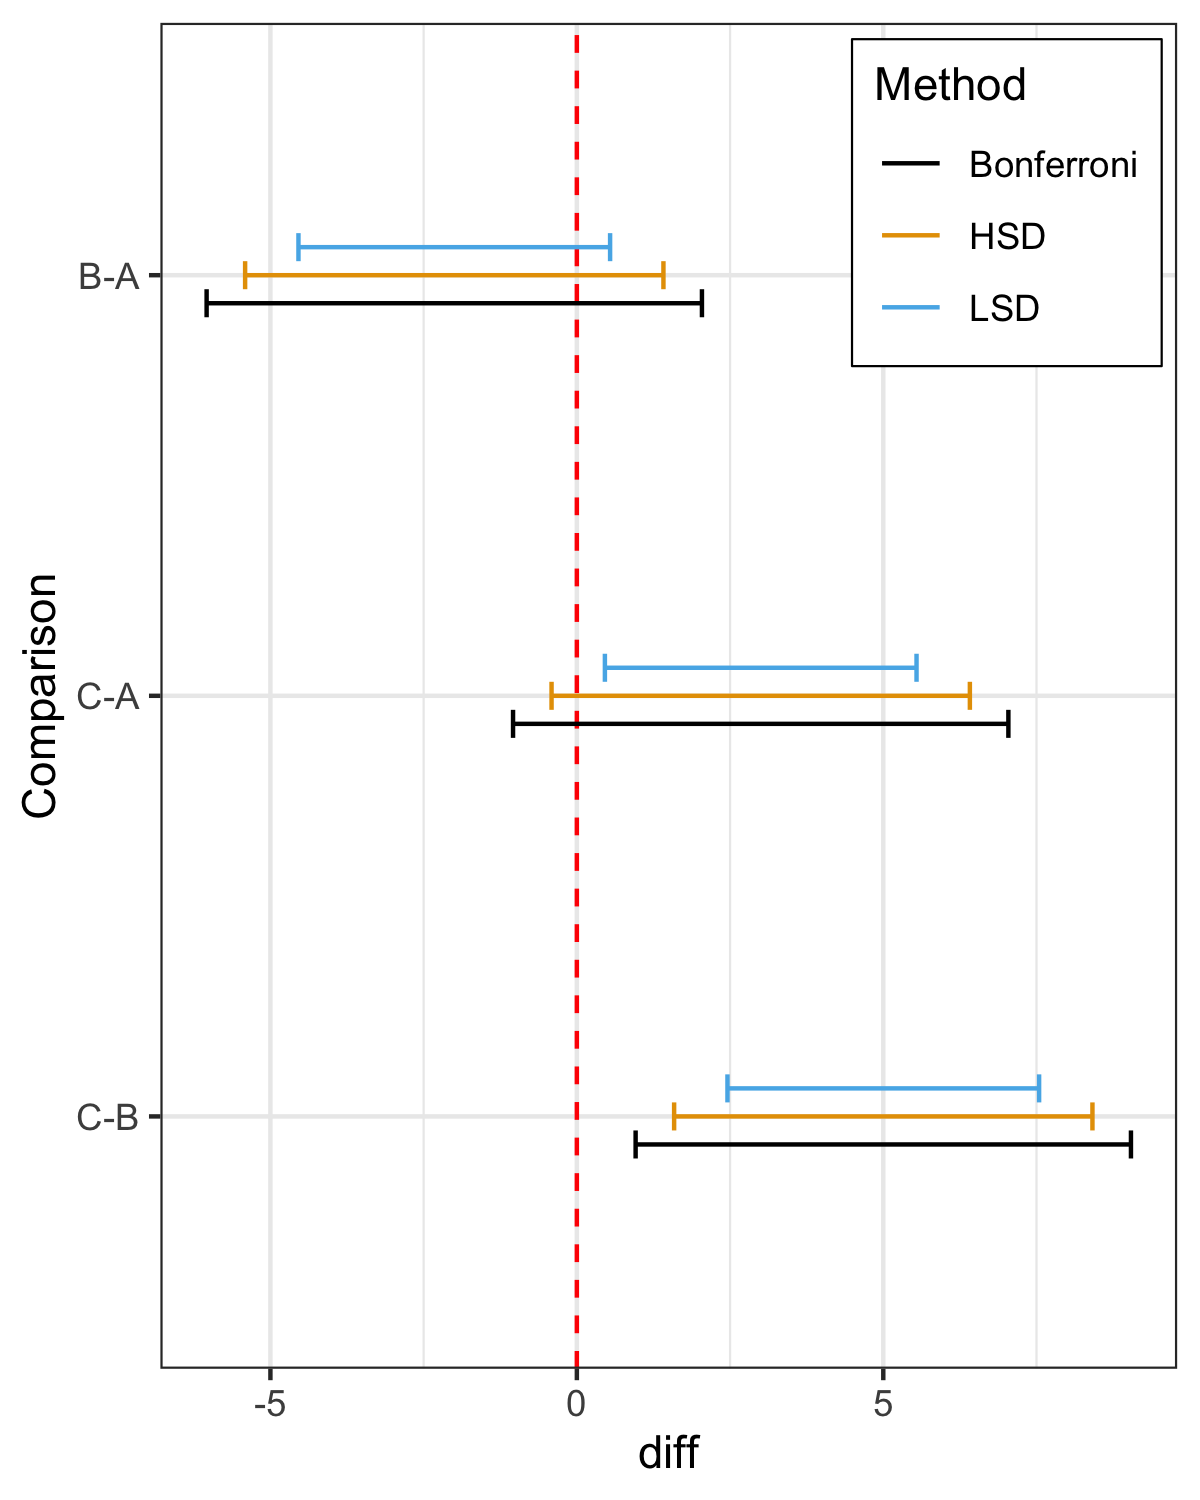 Method
Bonferroni
HSD
LSD
B-A
C-A
C-B
Comparison
-5
0
5
diff